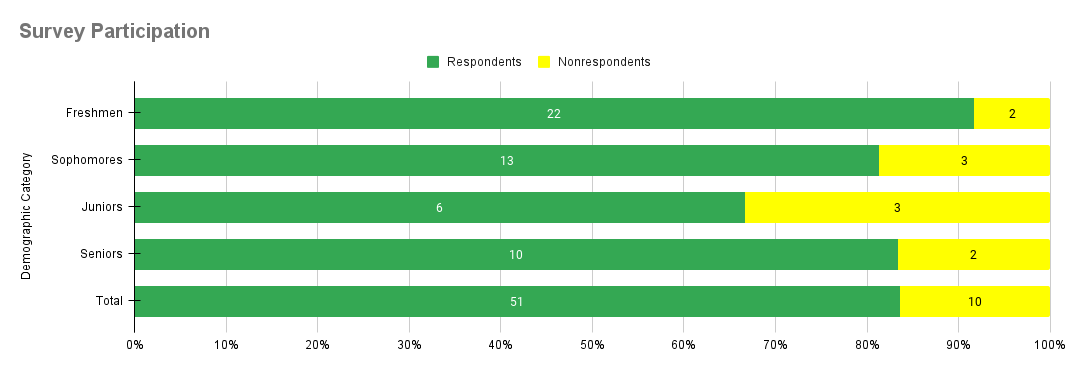 Survey Participation
Respondents Nonrespondents
Demographic Category
Freshmen 22 2
Sophomores 13 3
Juniors 6 3
Seniors 10 2
Total 51 10
0% 10% 20% 30% 40% 50% 60% 70% 80% 90% 100%